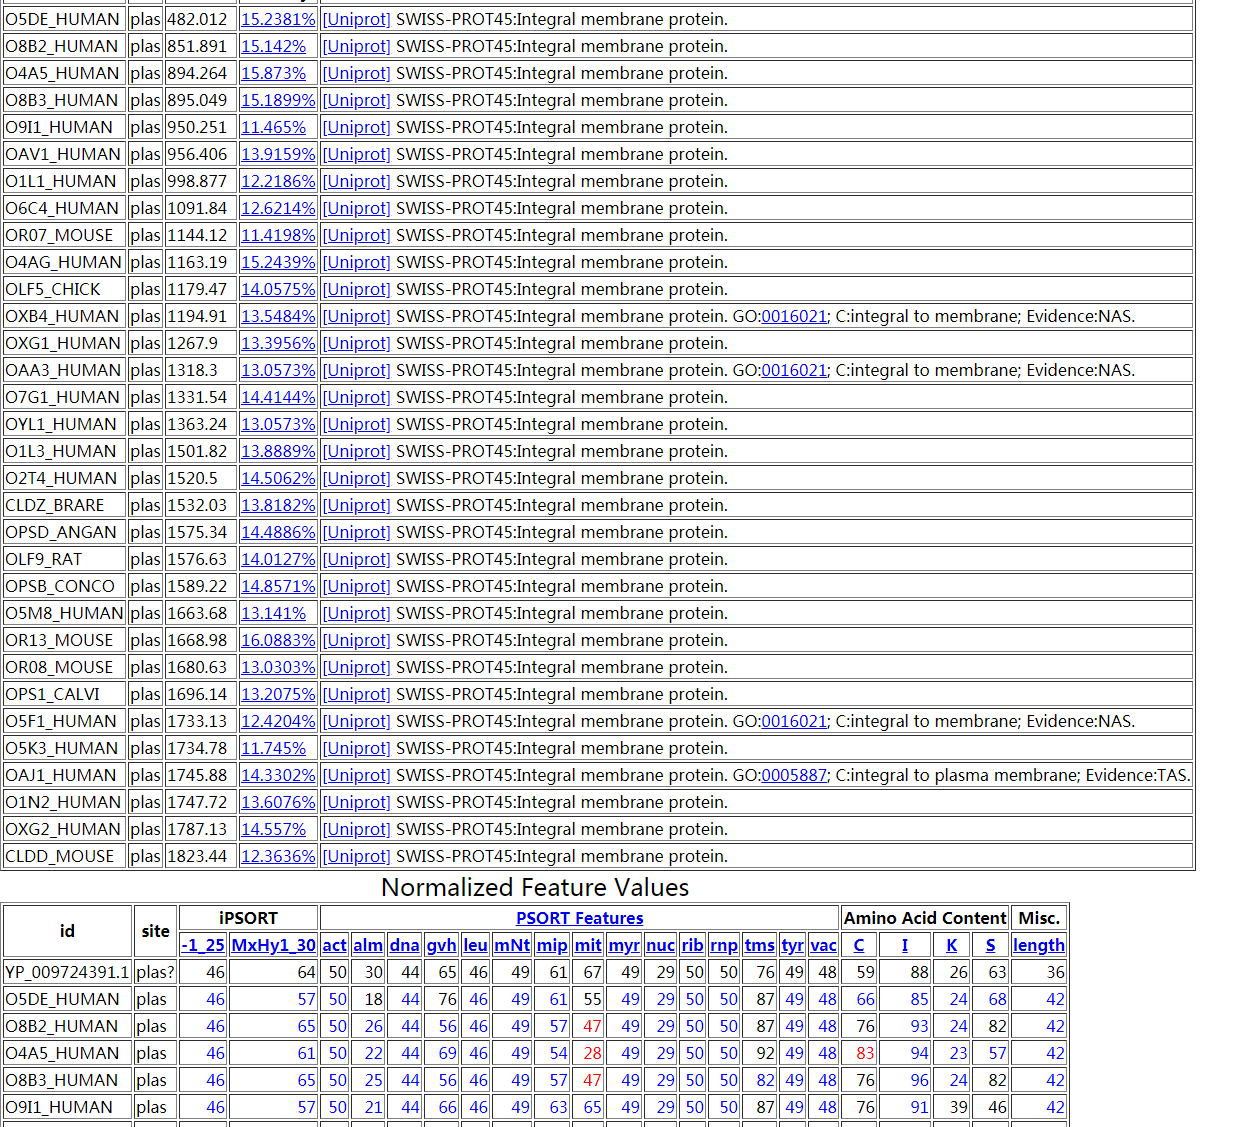 O5DE_HUMAN plas 482.012 15.2381% [Uniprot] SWISS-PROT45:Integral membrane protein.
O8B2_HUMAN plas 851.891 15.142% [Uniprot] SWISS-PROT45:Integral membrane protein.
O4A5_HUMAN plas 894.264 15.873% [Uniprot] SWISS-PROT45:Integral membrane protein.
O8B3_HUMAN plas 895.049 15.1899% [Uniprot] SWISS-PROT45:Integral membrane protein.
O9I1_HUMAN plas 950.251 11.465% [Uniprot] SWISS-PROT45:Integral membrane protein.
OAV1_HUMAN plas 956.406 13.9159% [Uniprot] SWISS-PROT45:Integral membrane protein.
O1L1_HUMAN plas 998.877 12.2186% [Uniprot] SWISS-PROT45:Integral membrane protein.
O6C4_HUMAN plas 1091.84 12.6214% [Uniprot] SWISS-PROT45:Integral membrane protein.
OR07_MOUSE plas 1144.12 11.4198% [Uniprot] SWISS-PROT45:Integral membrane protein.
O4AG_HUMAN plas 1163.19 15.2439% [Uniprot] SWISS-PROT45:Integral membrane protein.
OLF5_CHICK plas 1179.47 14.0575% [Uniprot] SWISS-PROT45:Integral membrane protein.
OXB4_HUMAN plas 1194.91 13.5484% [Uniprot] SWISS-PROT45:Integral membrane protein. GO:0016021; C:integral to membrane; Evidence:NAS.
OXG1_HUMAN plas 1267.9 13.3956% [Uniprot] SWISS-PROT45:Integral membrane protein.
OAA3_HUMAN plas 1318.3 13.0573% [Uniprot] SWISS-PROT45:Integral membrane protein. GO:0016021; C:integral to membrane; Evidence:NAS.
O7G1_HUMAN plas 1331.54 14.4144% [Uniprot] SWISS-PROT45:Integral membrane protein.
OYL1_HUMAN plas 1363.24 13.0573% [Uniprot] SWISS-PROT45:Integral membrane protein.
O1L3_HUMAN plas 1501.82 13.8889% [Uniprot] SWISS-PROT45:Integral membrane protein.
O2T4_HUMAN plas 1520.5 14.5062% [Uniprot] SWISS-PROT45:Integral membrane protein.
CLDZ_BRARE plas 1532.03 13.8182% [Uniprot] SWISS-PROT45:Integral membrane protein.
OPSD_ANGAN plas 1575.34 14.4886% [Uniprot] SWISS-PROT45:Integral membrane protein.
OLF9_RAT plas 1576.63 14.0127% [Uniprot] SWISS-PROT45:Integral membrane protein.
OPSB_CONCO plas 1589.22 14.8571% [Uniprot] SWISS-PROT45:Integral membrane protein.
O5M8_HUMAN plas 1663.68 13.141% [Uniprot] SWISS-PROT45:Integral membrane protein.
OR13_MOUSE plas 1668.98 16.0883% [Uniprot] SWISS-PROT45:Integral membrane protein.
OR08_MOUSE plas 1680.63 13.0303% [Uniprot] SWISS-PROT45:Integral membrane protein.
OPS1_CALVI plas 1696.14 13.2075% [Uniprot] SWISS-PROT45:Integral membrane protein.
O5F1_HUMAN plas 1733.13 12.4204% [Uniprot] SWISS-PROT45:Integral membrane protein. GO:0016021; C:integral to membrane; Evidence:NAS.
O5K3_HUMAN plas 1734.78 11.745% [Uniprot] SWISS-PROT45:Integral membrane protein.
OAJ1_HUMAN plas 1745.88 14.3302% [Uniprot] SWISS-PROT45:Integral membrane protein. GO:0005887; C:integral to plasma membrane; Evidence:TAS.
O1N2_HUMAN plas 1747.72 13.6076% [Uniprot] SWISS-PROT45:Integral membrane protein.
OXG2_HUMAN plas 1787.13 14.557% [Uniprot] SWISS-PROT45:Integral membrane protein.
CLDD_MOUSE plas 1823.44 12.3636% [Uniprot] SWISS-PROT45:Integral membrane protein.
Normalized Feature Values
id site iPSORT PSORT Features Amino Acid Content Misc.
-1_25 MxHy1_30 act alm dna gvh leu mNt mip mit myr nuc rib rnp tms tyr vac C I K S length
YP_009724391.1 plas? 46 64 50 30 44 65 46 49 61 67 49 29 50 50 76 49 48 59 88 26 63 36
O5DE_HUMAN plas 46 57 50 18 44 76 46 49 61 55 49 29 50 50 87 49 48 66 85 24 68 42
O8B2_HUMAN plas 46 65 50 26 44 56 46 49 57 47 49 29 50 50 87 49 48 76 93 24 82 42
O4A5_HUMAN plas 46 61 50 22 44 69 46 49 54 28 49 29 50 50 92 49 48 83 94 23 57 42
O8B3_HUMAN plas 46 65 50 25 44 56 46 49 57 47 49 29 50 50 82 49 48 76 96 24 82 42
O9I1_HUMAN plas 46 57 50 21 44 66 46 49 63 65 49 29 50 50 87 49 48 76 91 39 46 42